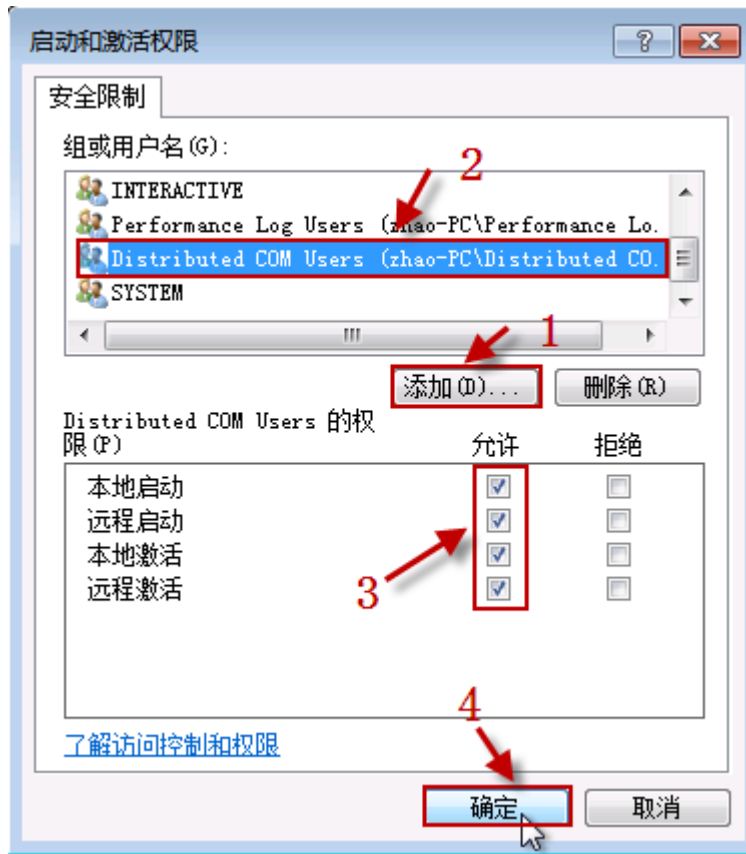 启动和激活权限
安全限制
组或用户名(G):
2
INTERACTIVE
Performance Log Users (zhao-PC\Performance Lo.
Distributed COM Users (zhao-PC\Distributed CO.
SYSTEM
1
添加(D)... 删除(R)
Distributed COM Users 的权
限(P) 允许 拒绝
本地启动
远程启动
本地激活
远程激活
3
4
了解访问控制和权限
确定 取消